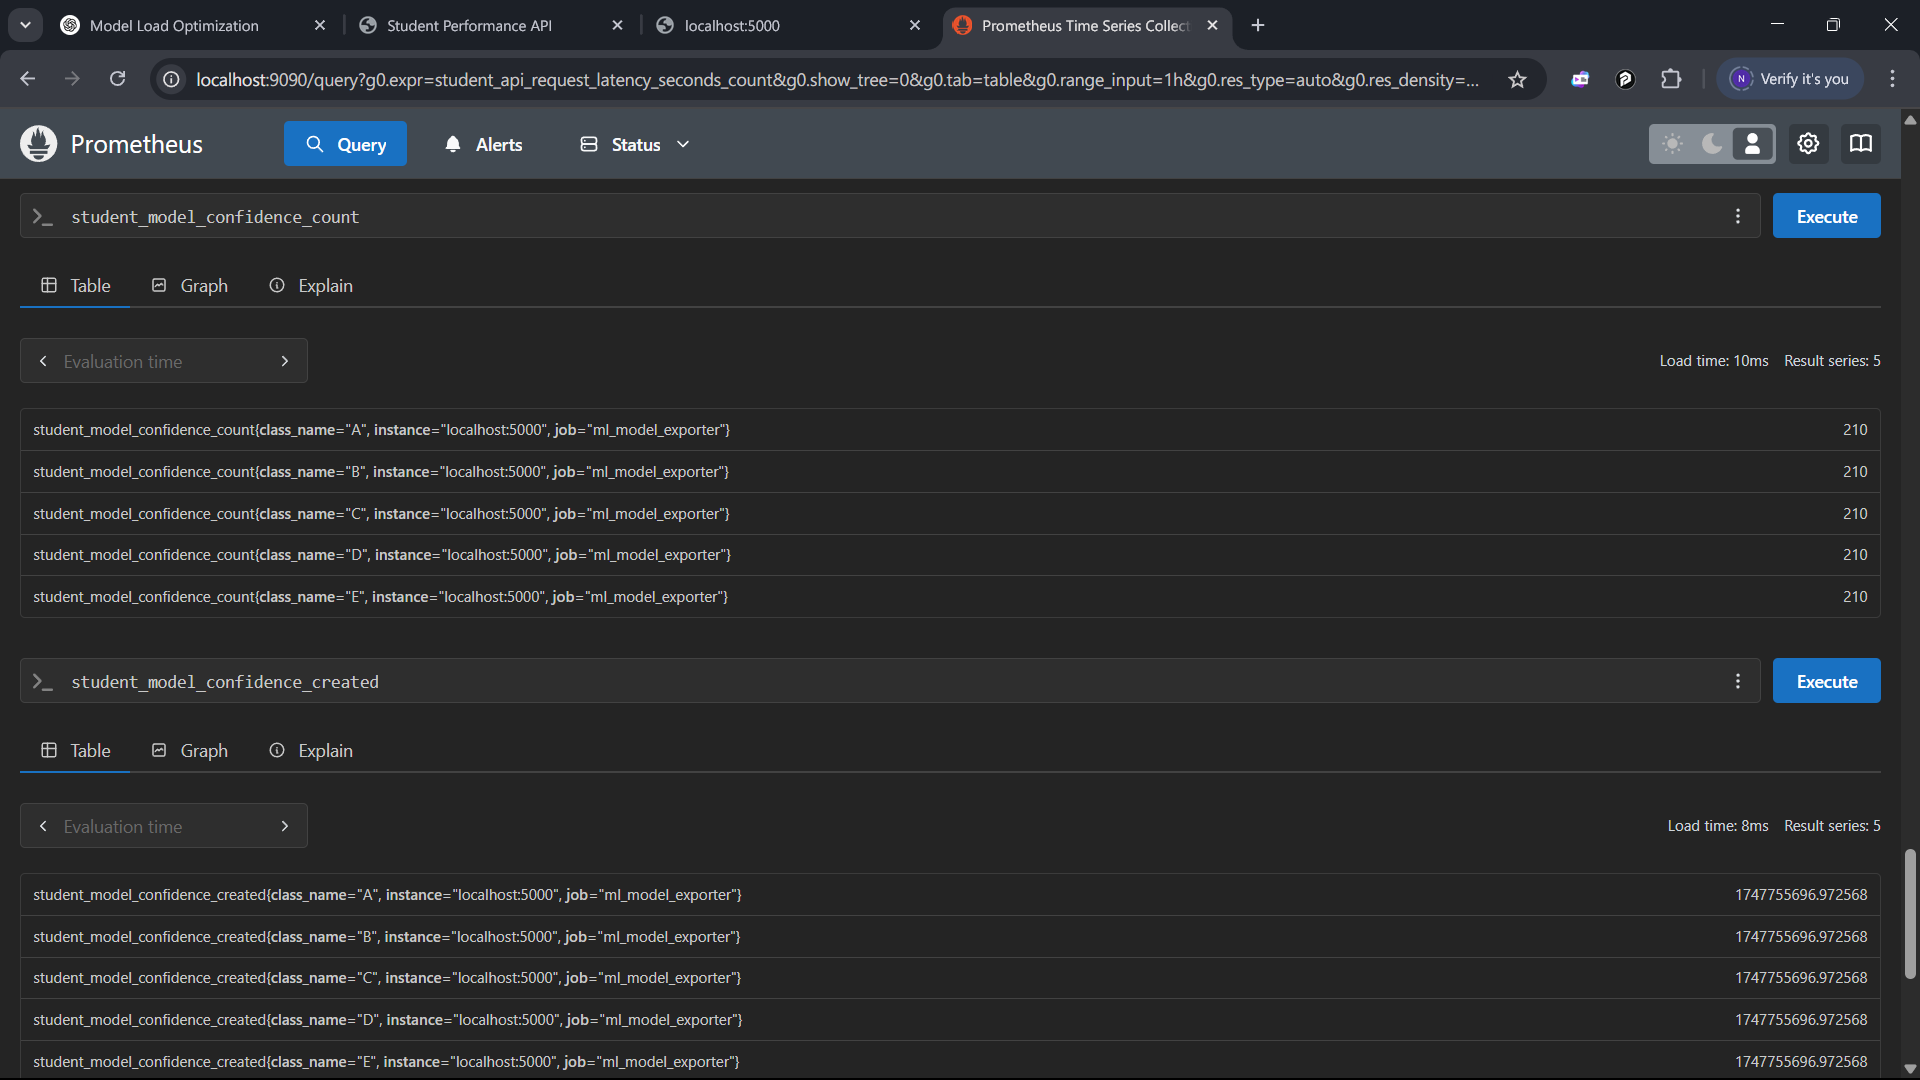 Model Load Optimization
Student Performance API
localhost:5000
Prometheus Time Series Collect
localhost:9090/query?g0.expr=student_api_request_latency_seconds_count&g0.show_tree=0&g0.tab=table&g0.range_input=1h&g0.res_type=auto&g0.res_density=...
N Verify it's you
Prometheus
Query
Alerts
Status
student_model_confidence_count
Execute
Table
Graph
Explain
Evaluation time
Load time: 10ms Result series: 5
student_model_confidence_count{class_name="A", instance="localhost:5000", job="ml_model_exporter"} 210
student_model_confidence_count{class_name="B", instance="localhost:5000", job="ml_model_exporter"} 210
student_model_confidence_count{class_name="C", instance="localhost:5000", job="ml_model_exporter"} 210
student_model_confidence_count{class_name="D", instance="localhost:5000", job="ml_model_exporter"} 210
student_model_confidence_count{class_name="E", instance="localhost:5000", job="ml_model_exporter"} 210
student_model_confidence_created
Execute
Table
Graph
Explain
Evaluation time
Load time: 8ms Result series: 5
student_model_confidence_created{class_name="A", instance="localhost:5000", job="ml_model_exporter"} 1747755696.972568
student_model_confidence_created{class_name="B", instance="localhost:5000", job="ml_model_exporter"} 1747755696.972568
student_model_confidence_created{class_name="C", instance="localhost:5000", job="ml_model_exporter"} 1747755696.972568
student_model_confidence_created{class_name="D", instance="localhost:5000", job="ml_model_exporter"} 1747755696.972568
student_model_confidence_created{class_name="E", instance="localhost:5000", job="ml_model_exporter"} 1747755696.972568